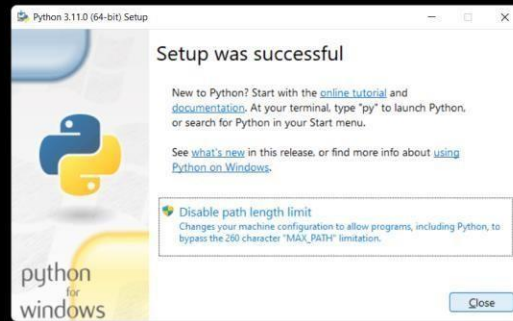 Python 3.11.0 (64-bit) Setup
Setup was successful
New to Python? Start with the online tutorial and
documentation. At your terminal, type "py" to launch Python,
or search for Python in your Start menu.
See what's new in this release, or find more info about using
Python on Windows.
Disable path length limit
Changes your machine configuration to allow programs, including Python, to
bypass the 260 character "MAX_PATH" limitation.
python
for
windows
Close